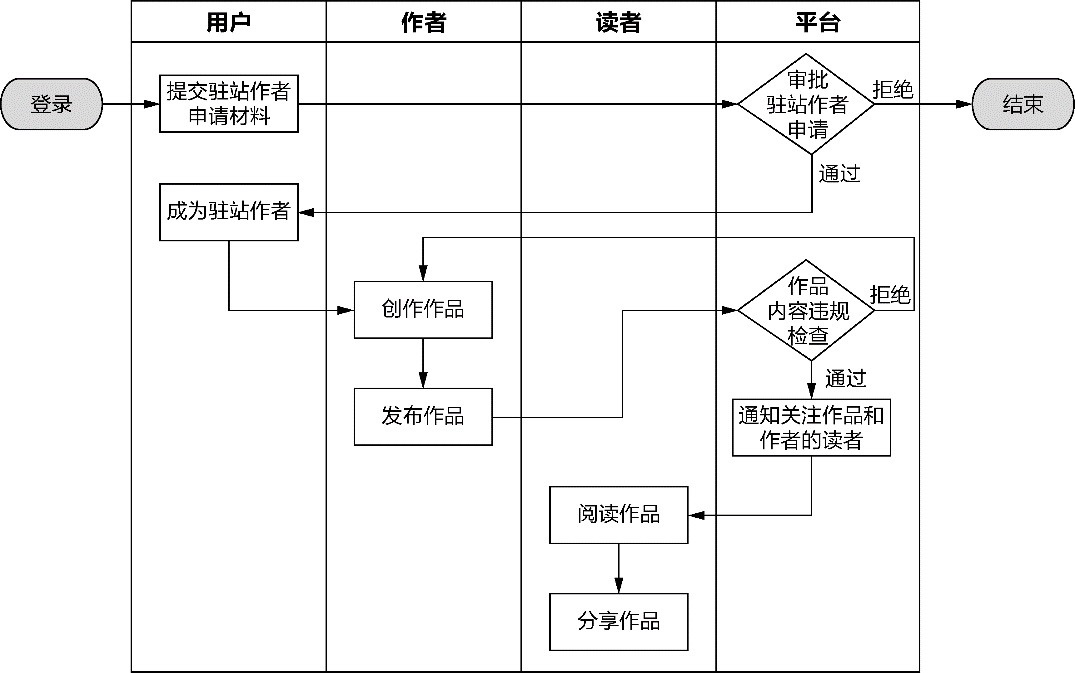 用户
作者
读者
平台
登录
提交驻站作者
申请材料
审批
驻站作者
申请
拒绝
结束
通过
成为驻站作者
创作作品
作品
内容违规
检查
拒绝
通过
发布作品
通知关注作品和
作者的读者
阅读作品
分享作品